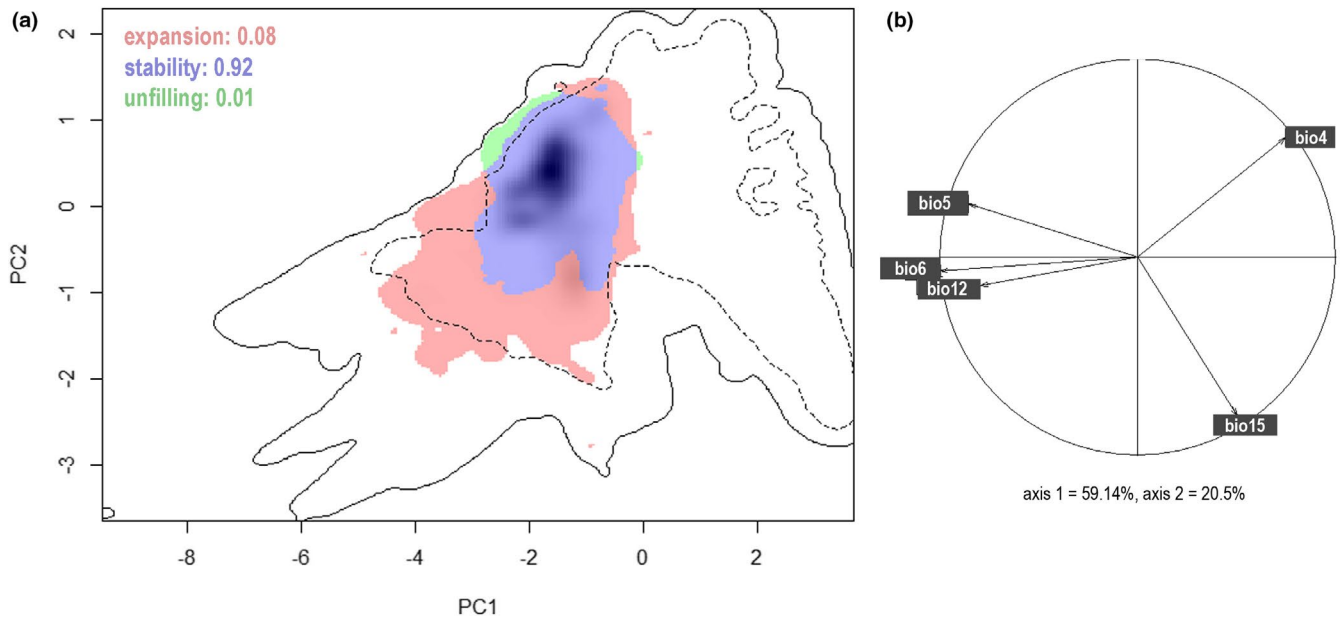 (a)
expansion: 0.08
stability: 0.92
unfilling: 0.01
2
1
0
-1
-2
-3
PC2
-8 -6 -4 -2 0 2
PC1
(b)
bio4
bio5
bio6
bio12
bio15
axis 1 = 59.14%, axis 2 = 20.5%